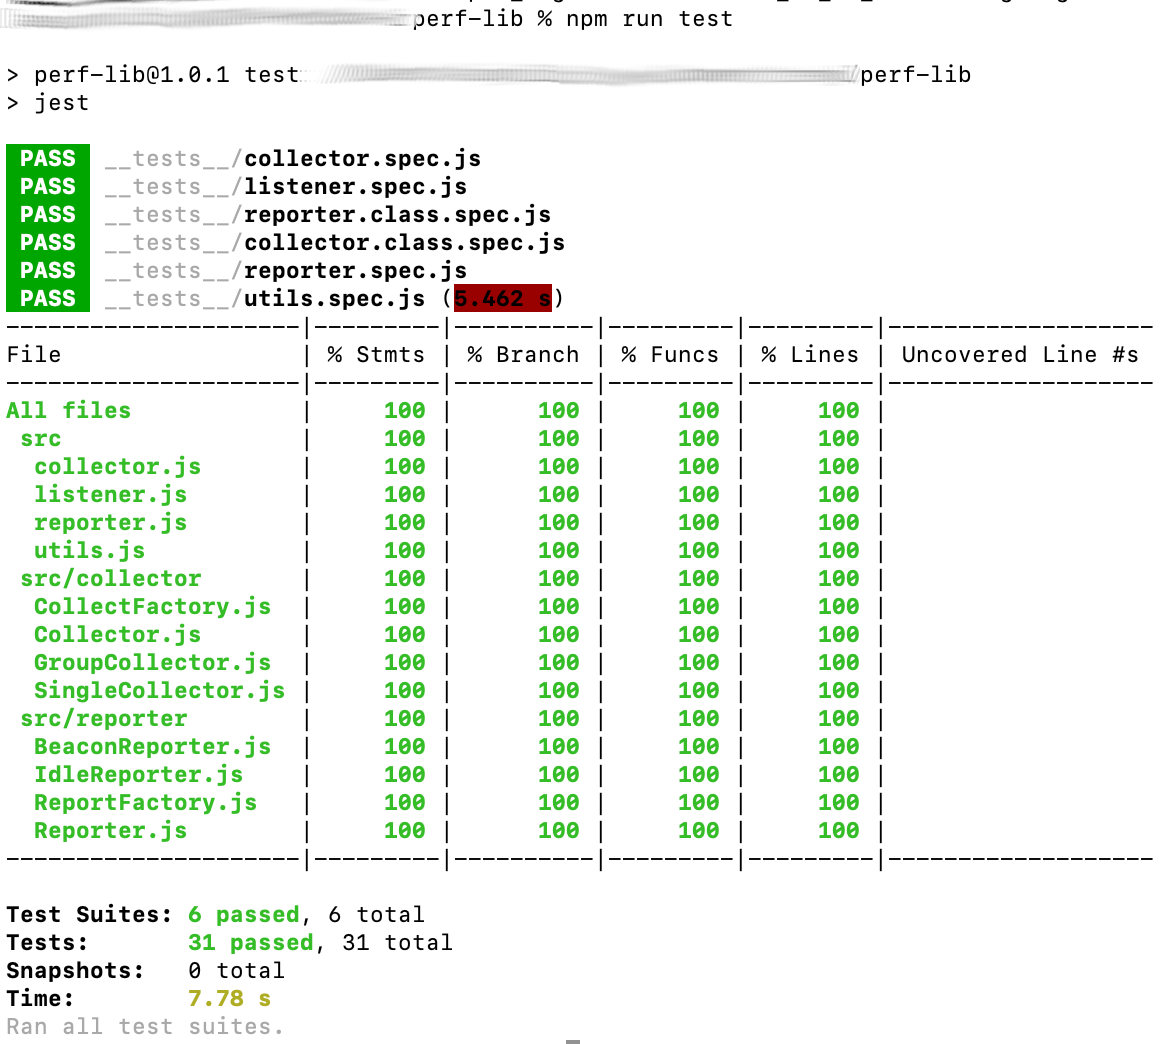 perf-lib % npm run test
> perf-lib@1.0.1 test /perf-lib
> jest
PASS __tests__/collector.spec.js
PASS __tests__/listener.spec.js
PASS __tests__/reporter.class.spec.js
PASS __tests__/collector.class.spec.js
PASS __tests__/reporter.spec.js
PASS __tests__/utils.spec.js (5.462 s)
--------------------|---------|----------|---------|---------|-------------------
File | % Stmts | % Branch | % Funcs | % Lines | Uncovered Line #s
--------------------|---------|----------|---------|---------|-------------------
All files | 100 | 100 | 100 | 100 |
src | 100 | 100 | 100 | 100 |
collector.js | 100 | 100 | 100 | 100 |
listener.js | 100 | 100 | 100 | 100 |
reporter.js | 100 | 100 | 100 | 100 |
utils.js | 100 | 100 | 100 | 100 |
src/collector | 100 | 100 | 100 | 100 |
CollectFactory.js | 100 | 100 | 100 | 100 |
Collector.js | 100 | 100 | 100 | 100 |
GroupCollector.js | 100 | 100 | 100 | 100 |
SingleCollector.js | 100 | 100 | 100 | 100 |
src/reporter | 100 | 100 | 100 | 100 |
BeaconReporter.js | 100 | 100 | 100 | 100 |
IdleReporter.js | 100 | 100 | 100 | 100 |
ReportFactory.js | 100 | 100 | 100 | 100 |
Reporter.js | 100 | 100 | 100 | 100 |
--------------------|---------|----------|---------|---------|-------------------
Test Suites: 6 passed, 6 total
Tests: 31 passed, 31 total
Snapshots: 0 total
Time: 7.78 s
Ran all test suites.